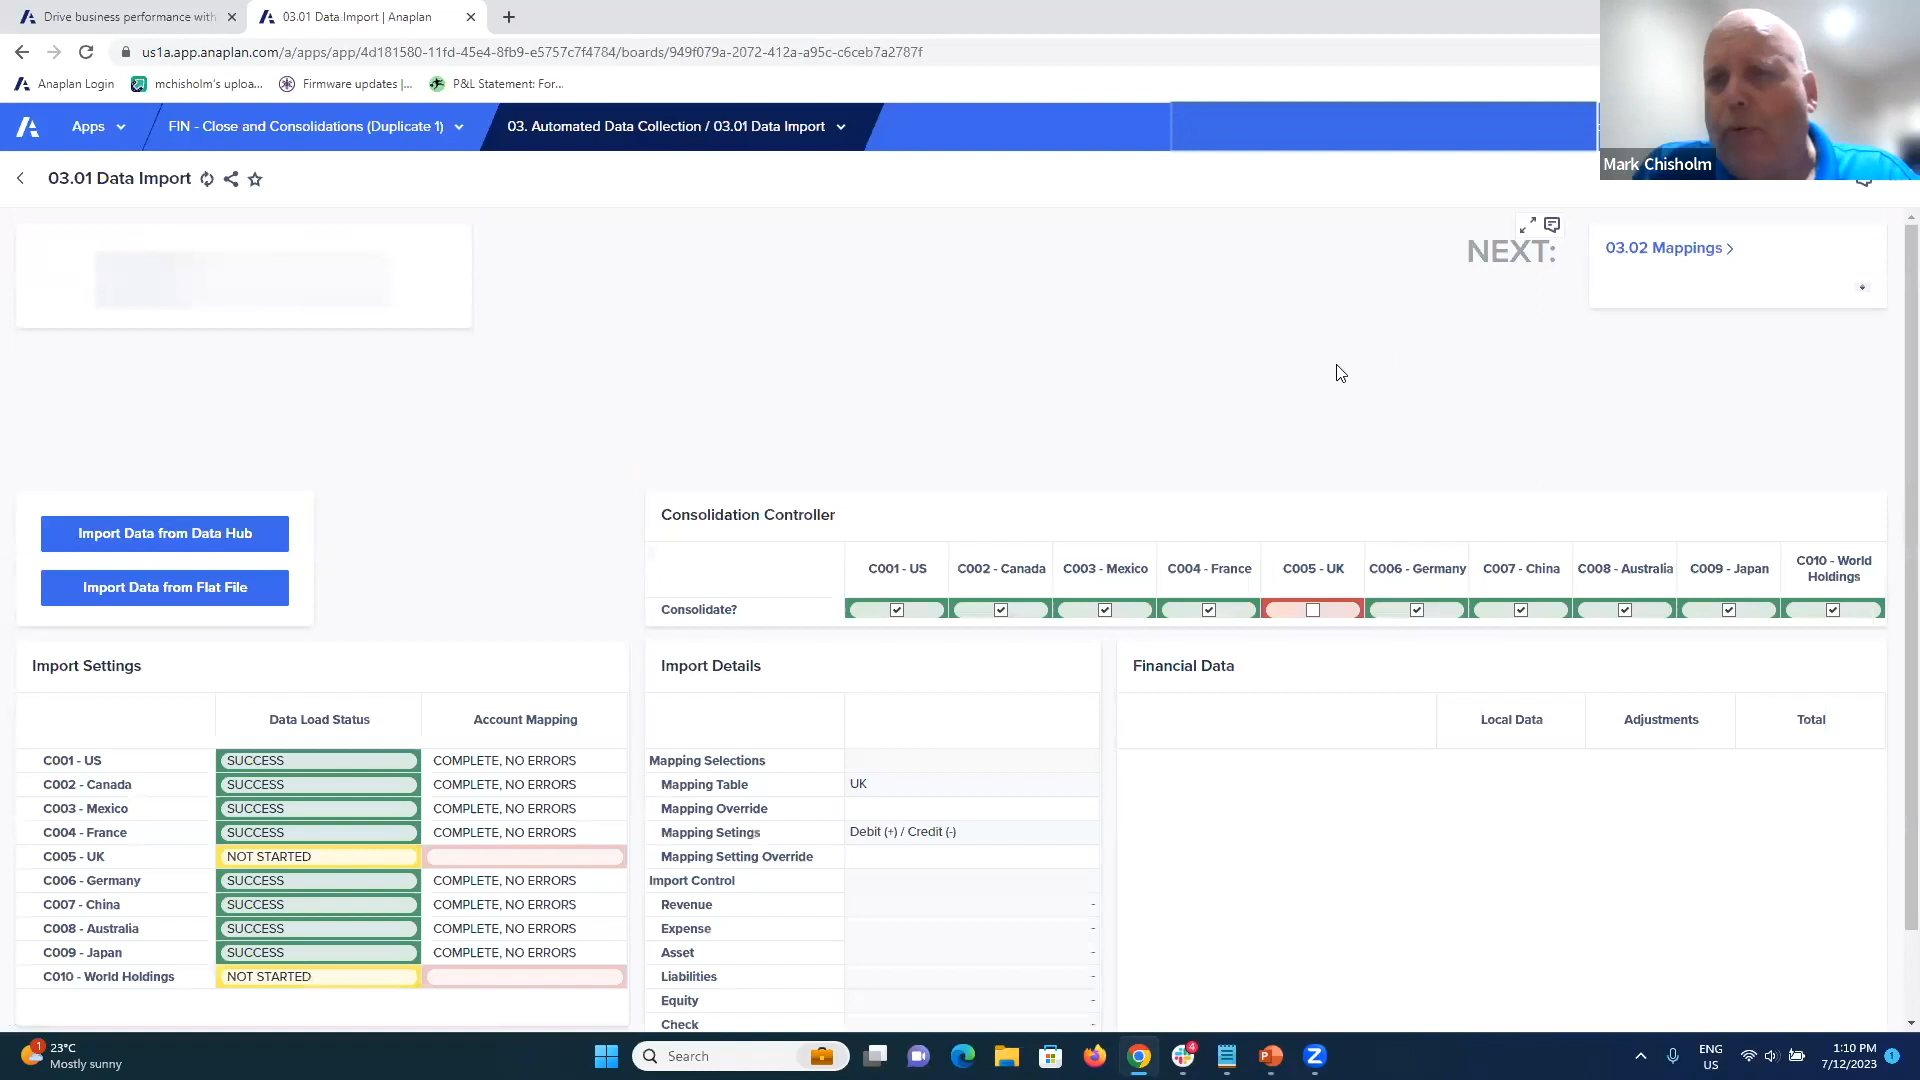 Drive business performance with
03.01 Data Import | Anaplan
us1a.app.anaplan.com/a/apps/app/4d181580-11fd-45e4-8fb9-e5757c7f4784/boards/949f079a-2072-412a-a95c-c6ceb7a2787f
Anaplan Login
mchisholm's uploa...
Firmware updates |...
P&L Statement: For...
Apps
FIN - Close and Consolidations (Duplicate 1)
03. Automated Data Collection / 03.01 Data Import
Mark Chisholm
03.01 Data Import
NEXT:
03.02 Mappings
Import Data from Data Hub
Import Data from Flat File
Consolidation Controller
C001 - US C002 - Canada C003 - Mexico C004 - France C005 - UK C006 - Germany C007 - China C008 - Australia C009 - Japan C010 - World Holdings
Consolidate?
Import Settings
Data Load Status Account Mapping
C001 - US SUCCESS COMPLETE, NO ERRORS
C002 - Canada SUCCESS COMPLETE, NO ERRORS
C003 - Mexico SUCCESS COMPLETE, NO ERRORS
C004 - France SUCCESS COMPLETE, NO ERRORS
C005 - UK NOT STARTED
C006 - Germany SUCCESS COMPLETE, NO ERRORS
C007 - China SUCCESS COMPLETE, NO ERRORS
C008 - Australia SUCCESS COMPLETE, NO ERRORS
C009 - Japan SUCCESS COMPLETE, NO ERRORS
C010 - World Holdings NOT STARTED
Import Details
Mapping Selections
Mapping Table UK
Mapping Override
Mapping Setings Debit (+) / Credit (-)
Mapping Setting Override
Import Control
Revenue -
Expense -
Asset -
Liabilities -
Equity -
Check -
Financial Data
Local Data Adjustments Total
1
23°C
Mostly sunny
Search
4
ENG
US
1:10 PM
7/12/2023
1